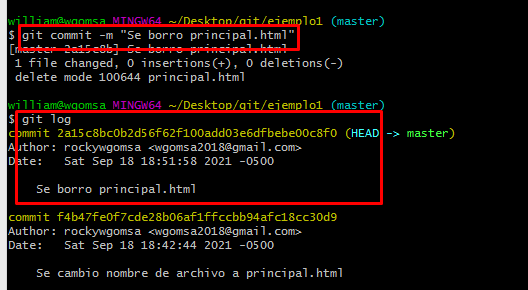 william@wgomsa MINGW64 ~/Desktop/git/ejemplo1 (master)
$ git commit -m "Se borro principal.html"
[master 2a15c8b] Se borro principal.html
1 file changed, 0 insertions(+), 0 deletions(-)
delete mode 100644 principal.html
william@wgomsa MINGW64 ~/Desktop/git/ejemplo1 (master)
$ git log
commit 2a15c8bc0b2d56f62f100add03e6dfbebe00c8f0 (HEAD -> master)
Author: rockywgomsa <wgomsa2018@gmail.com>
Date:   Sat Sep 18 18:51:58 2021 -0500
Se borro principal.html
commit f4b47fe0f7cde28b06af1ffccbb94afc18cc30d9
Author: rockywgomsa <wgomsa2018@gmail.com>
Date:   Sat Sep 18 18:42:44 2021 -0500
Se cambio nombre de archivo a principal.html